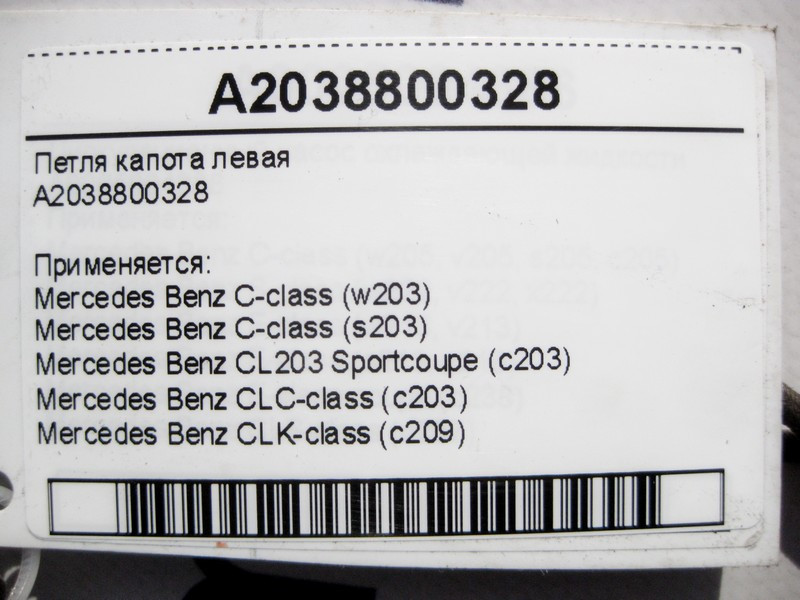 A2038800328
Петля капота левая
A2038800328
Применяется:
Mercedes Benz C-class (w203)
Mercedes Benz C-class (s203)
Mercedes Benz CL203 Sportcoupe (c203)
Mercedes Benz CLC-class (c203)
Mercedes Benz CLK-class (c209)